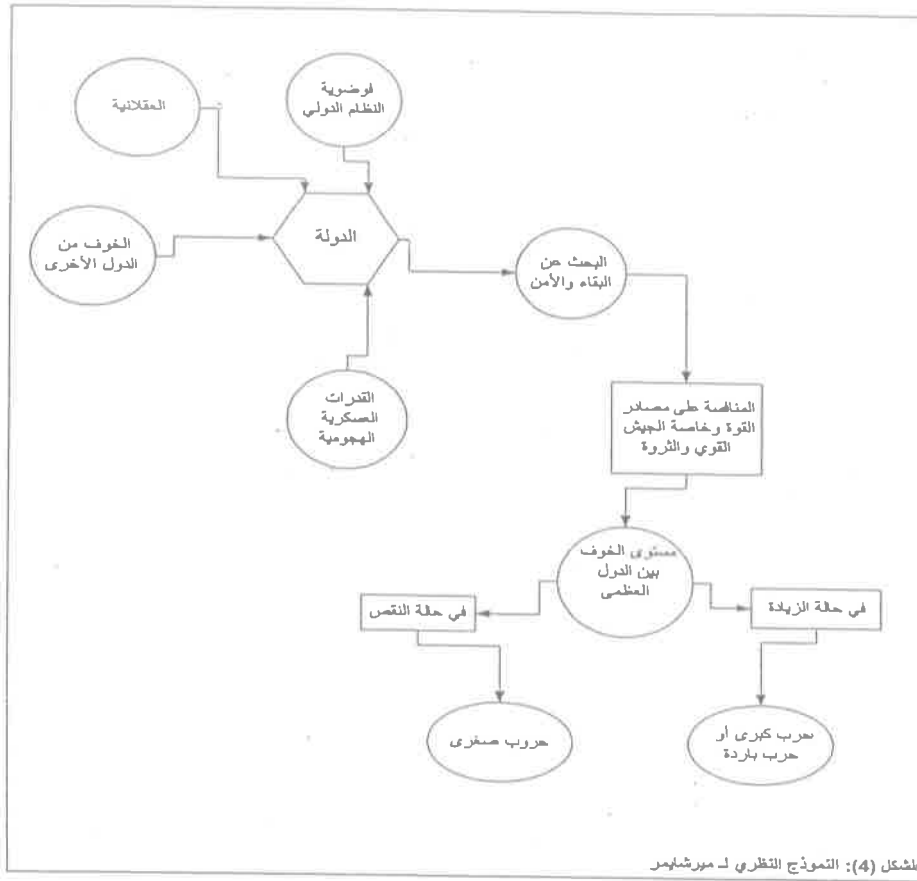 العقلانية
فوضوية
النظام الدولي
الخوف من
الدول الأخرى
الدولة
البحث عن
البقاء والأمن
القدرات
العسكرية
الهجومية
المنافسة على مصادر
القوة وخاصة الجيش
القوي والثروة
مستوى الخوف
بين الدول
العظمى
في حالة النقص
في حالة الزيادة
حروب صغرى
حرب كبرى أو
حرب باردة
الشكل (4): النموذج النظري لـ ميرشايمر